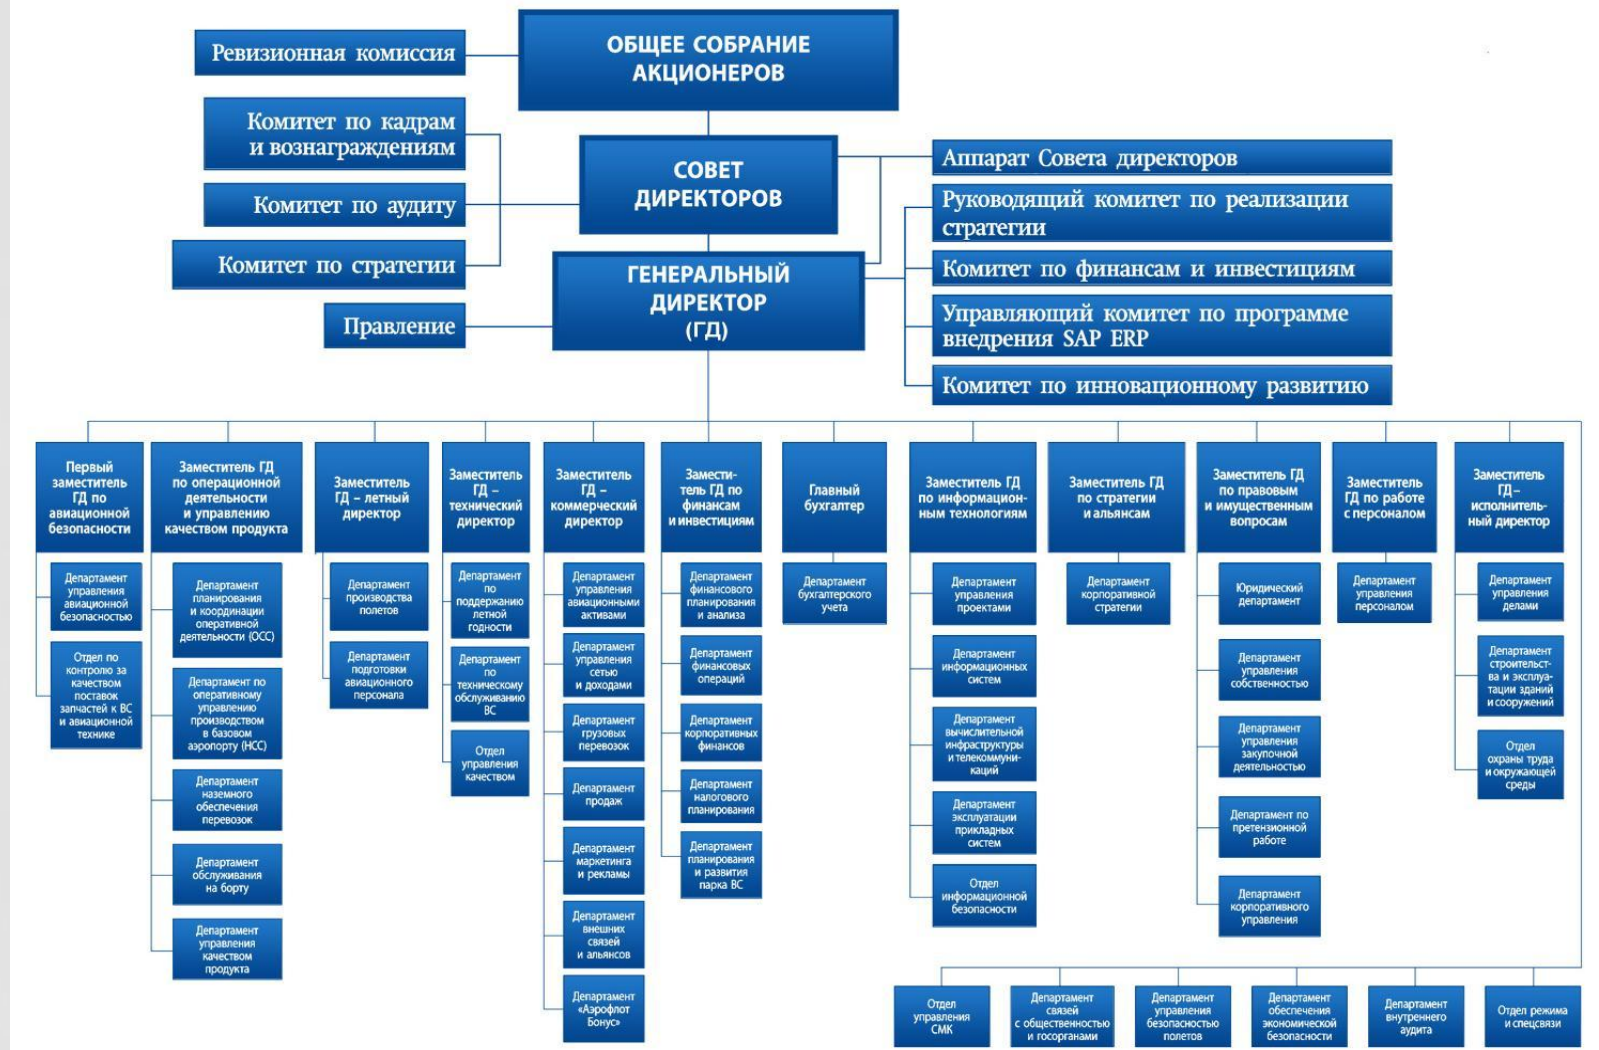 ОБЩЕЕ СОБРАНИЕ
АКЦИОНЕРОВ
Ревизионная комиссия
Комитет по кадрам
и вознаграждениям
Комитет по аудиту
Комитет по стратегии
СОВЕТ
ДИРЕКТОРОВ
Аппарат Совета директоров
Руководящий комитет по реализации
стратегии
Комитет по финансам и инвестициям
Управляющий комитет по программе
внедрения SAP ERP
Комитет по инновационному развитию
ГЕНЕРАЛЬНЫЙ
ДИРЕКТОР
(ГД)
Правление
Первый
заместитель
ГД по
авиационной
безопасности
Департамент
управления
авиационной
безопасностью
Отдел по
контролю за
качеством
поставок
запчастей к ВС
и авиационной
технике
Заместитель ГД
по операционной
деятельности
и управлению
качеством продукта
Департамент
планирования
и координации
оперативной
деятельности (ОСС)
Департамент по
оперативному
управлению
производством
в базовом
аэропорту (НСС)
Департамент
наземного
обеспечения
перевозок
Департамент
обслуживания
на борту
Департамент
управления
качеством
продукта
Заместитель
ГД – летный
директор
Департамент
производства
полетов
Департамент
подготовки
авиационного
персонала
Заместитель
ГД –
технический
директор
Департамент
по
поддержанию
летной
годности
Департамент
по
техническому
обслуживанию
ВС
Отдел
управления
качеством
Заместитель
ГД –
коммерческий
директор
Департамент
управления
авиационными
активами
Департамент
управления
сетью
и доходами
Департамент
грузовых
перевозок
Департамент
продаж
Департамент
маркетинга
и рекламы
Департамент
внешних
связей
и альянсов
Департамент
«Аэрофлот
Бонус»
Замести-
тель ГД по
финансам
и инвестициям
Департамент
финансового
планирования
и анализа
Департамент
финансовых
операций
Департамент
корпоративных
финансов
Департамент
налогового
планирования
Департамент
планирования
и развития
парка ВС
Главный
бухгалтер
Департамент
бухгалтерского
учета
Заместитель ГД
по информацион-
ным технологиям
Департамент
управления
проектами
Департамент
информационных
систем
Департамент
вычислительной
инфраструктуры
и телекоммуни-
каций
Департамент
эксплуатации
прикладных
систем
Отдел
информационной
безопасности
Заместитель ГД
по стратегии
и альянсам
Департамент
корпоративной
стратегии
Заместитель ГД
по правовым
и имущественным
вопросам
Юридический
департамент
Департамент
управления
собственностью
Департамент
управления
закупочной
деятельностью
Департамент по
претензионной
работе
Департамент
корпоративного
управления
Заместитель
ГД по работе
с персоналом
Департамент
управления
персоналом
Заместитель
ГД–
исполнитель-
ный директор
Департамент
управления
делами
Департамент
строительст-
ва и эксплуа-
тации зданий
и сооружений
Отдел
охраны труда
и окружающей
среды
Отдел
управления
СМК
Департамент
связей
с общественностью
и госорганами
Департамент
управления
безопасностью
полетов
Департамент
обеспечения
экономической
безопасности
Департамент
внутреннего
аудита
Отдел режима
и спецсвязи